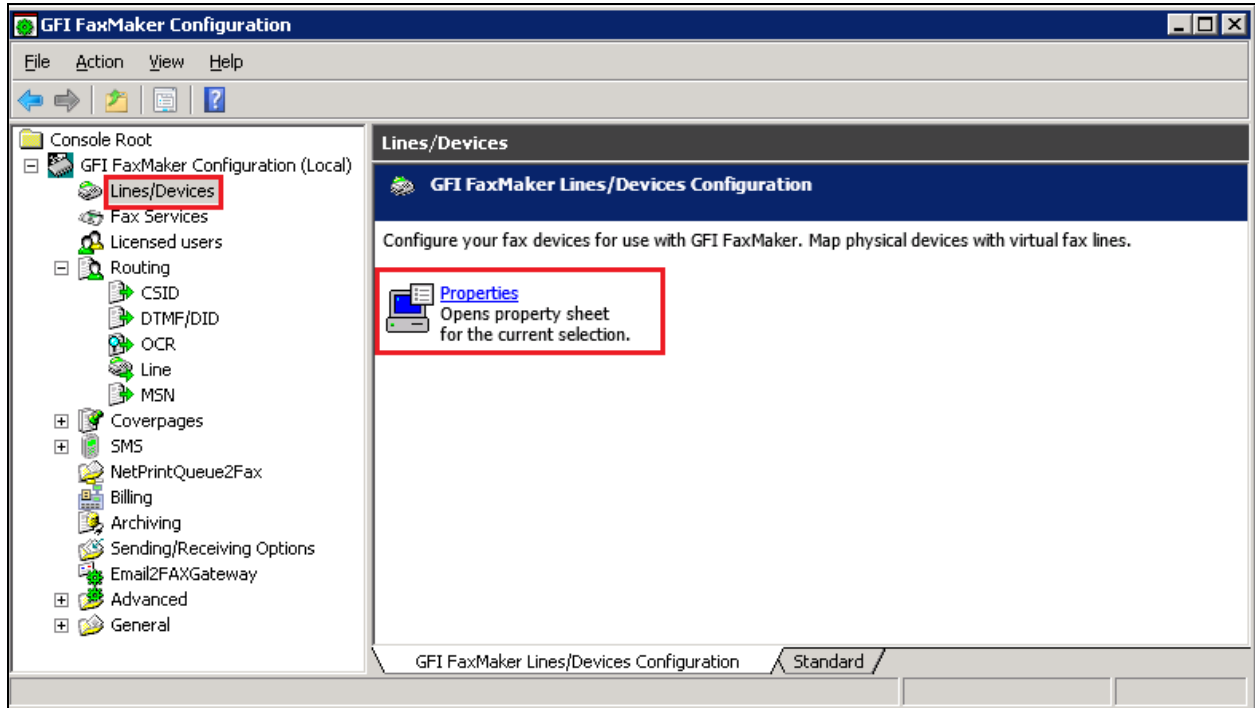 GFI FaxMaker Configuration
File Action View Help
Console Root
GFI FaxMaker Configuration (Local)
Lines/Devices
Fax Services
Licensed users
Routing
CSID
DTMF/DID
OCR
Line
MSN
Coverpages
SMS
NetPrintQueue2Fax
Billing
Archiving
Sending/Receiving Options
Email2FAXGateway
Advanced
General
Lines/Devices
GFI FaxMaker Lines/Devices Configuration
Configure your fax devices for use with GFI FaxMaker. Map physical devices with virtual fax lines.
Properties
Opens property sheet
for the current selection.
GFI FaxMaker Lines/Devices Configuration
Standard